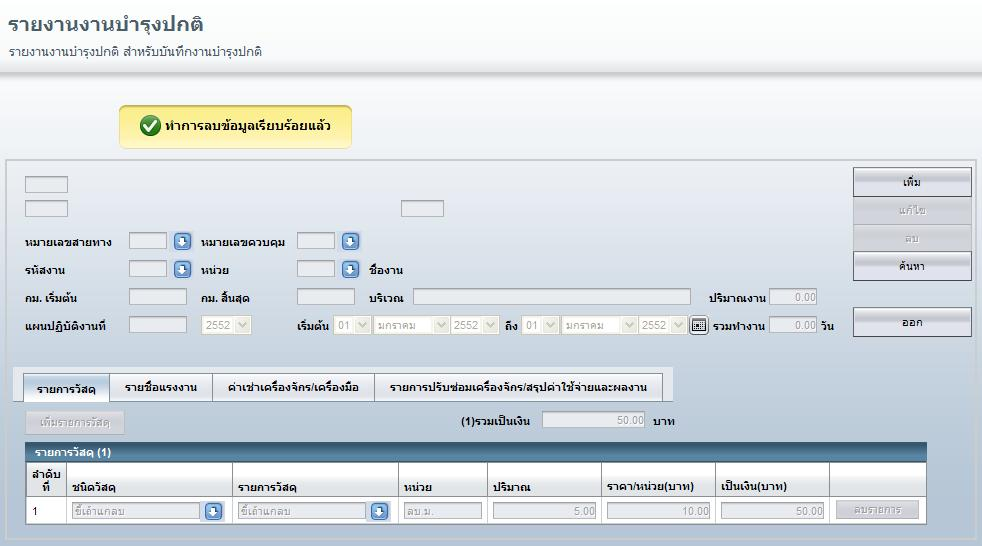 รายงานงานบำรุงปกติ
รายงานงานบำรุงปกติ สำหรับบันทึกงานบำรุงปกติ
ทำการลบข้อมูลเรียบร้อยแล้ว
เพิ่ม
แก้ไข
ลบ
ค้นหา
ออก
หมายเลขสายทาง หมายเลขควบคุม
รหัสงาน หน่วย ชื่องาน
กม. เริ่มต้น กม. สิ้นสุด บริเวณ ปริมาณงาน 0.00
แผนปฏิบัติงานที่ 2552 เริ่มต้น 01 มกราคม 2552 ถึง 01 มกราคม 2552 รวมทำงาน 0.00 วัน
รายการวัสดุ รายชื่อแรงงาน ค่าเช่าเครื่องจักร/เครื่องมือ รายการปรับซ่อมเครื่องจักร/สรุปค่าใช้จ่ายและผลงาน
เพิ่มรายการวัสดุ (1)รวมเป็นเงิน 50.00 บาท
รายการวัสดุ (1)
ลำดับที่ ชนิดวัสดุ รายการวัสดุ หน่วย ปริมาณ ราคา/หน่วย(บาท) เป็นเงิน(บาท)
1 ขี้เถ้าแกลบ ขี้เถ้าแกลบ ลบ.ม. 5.00 10.00 50.00 ลบรายการ